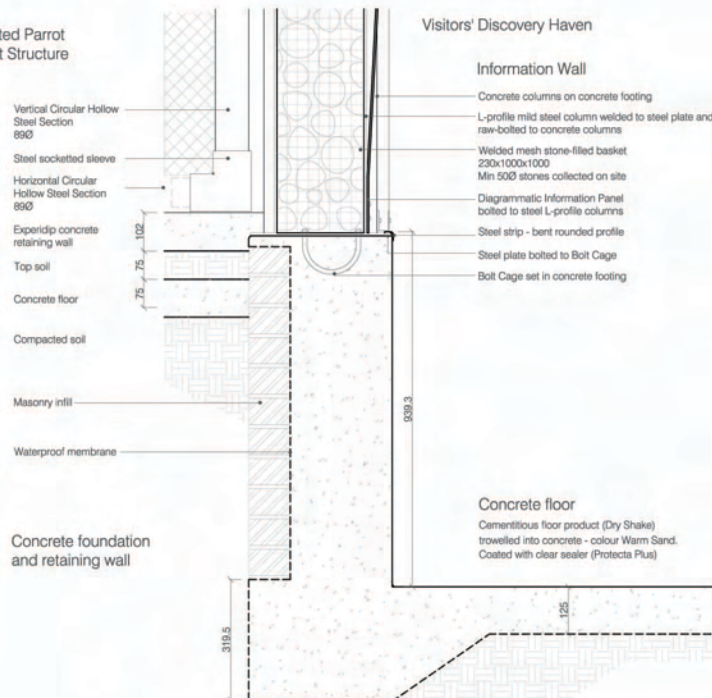 ted Parrot
t Structure
Vertical Circular Hollow
Steel Section
89Ø
Steel socketted sleeve
Horizontal Circular
Hollow Steel Section
89Ø
Experidip concrete
retaining wall
Top soil
Concrete floor
Compacted soil
Masonry infill
Waterproof membrane
Concrete foundation
and retaining wall
102
75
75
319.5
Visitors' Discovery Haven
Information Wall
Concrete columns on concrete footing
L-profile mild steel column welded to steel plate and
raw-bolted to concrete columns
Welded mesh stone-filled basket
230x1000x1000
Min 50Ø stones collected on site
Diagrammatic Information Panel
bolted to steel L-profile columns
Steel strip - bent rounded profile
Steel plate bolted to Bolt Cage
Bolt Cage set in concrete footing
939.3
Concrete floor
Cementitious floor product (Dry Shake)
trowelled into concrete - colour Warm Sand.
Coated with clear sealer (Protecta Plus)
125